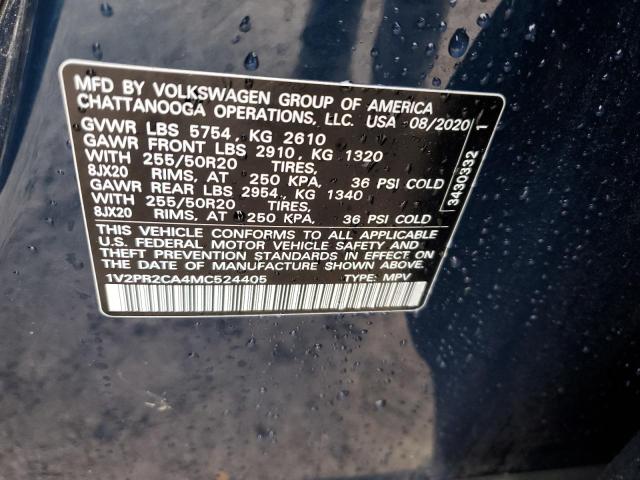 MFD BY VOLKSWAGEN GROUP OF AMERICA
CHATTANOOGA OPERATIONS, LLC. USA 08/2020
GVWR LBS 5754, KG 2610
GAWR FRONT LBS 2910, KG 1320
WITH 255/50R20 TIRES,
8JX20 RIMS, AT 250 KPA, 36 PSI COLD
GAWR REAR LBS 2954, KG 1340
WITH 255/50R20 TIRES,
8JX20 RIMS, AT 250 KPA, 36 PSI COLD
THIS VEHICLE CONFORMS TO ALL APPLICABLE
U.S. FEDERAL MOTOR VEHICLE SAFETY AND
THEFT PREVENTION STANDARDS IN EFFECT ON
THE DATE OF MANUFACTURE SHOWN ABOVE.
1V2PR2CA4MC524405 TYPE: MPV
3430332 1